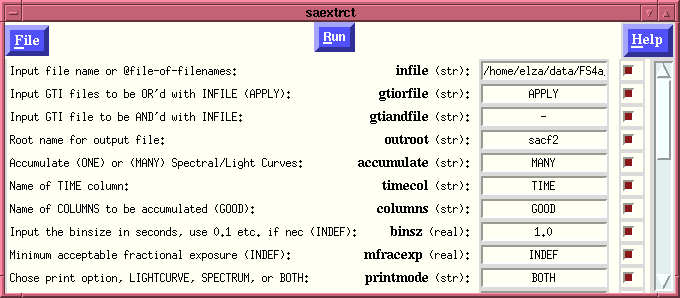 saextrct
File Run Help
Input file name or @file-of-filenames: infile (str): /home/elza/data/FS4a
Input GTI files to be OR'd with INFILE (APPLY): gtiorfile (str): APPLY
Input GTI file to be AND'd with INFILE: gtiandfile (str): -
Root name for output file: outroot (str): sacf2
Accumulate (ONE) or (MANY) Spectral/Light Curves: accumulate (str): MANY
Name of TIME column: timecol (str): TIME
Name of COLUMNS to be accumulated (GOOD): columns (str): GOOD
Input the binsize in seconds, use 0.1 etc. if nec (INDEF): binsz (real): 1.0
Minimum acceptable fractional exposure (INDEF): mfracexp (real): INDEF
Chose print option, LIGHTCURVE, SPECTRUM, or BOTH: printmode (str): BOTH